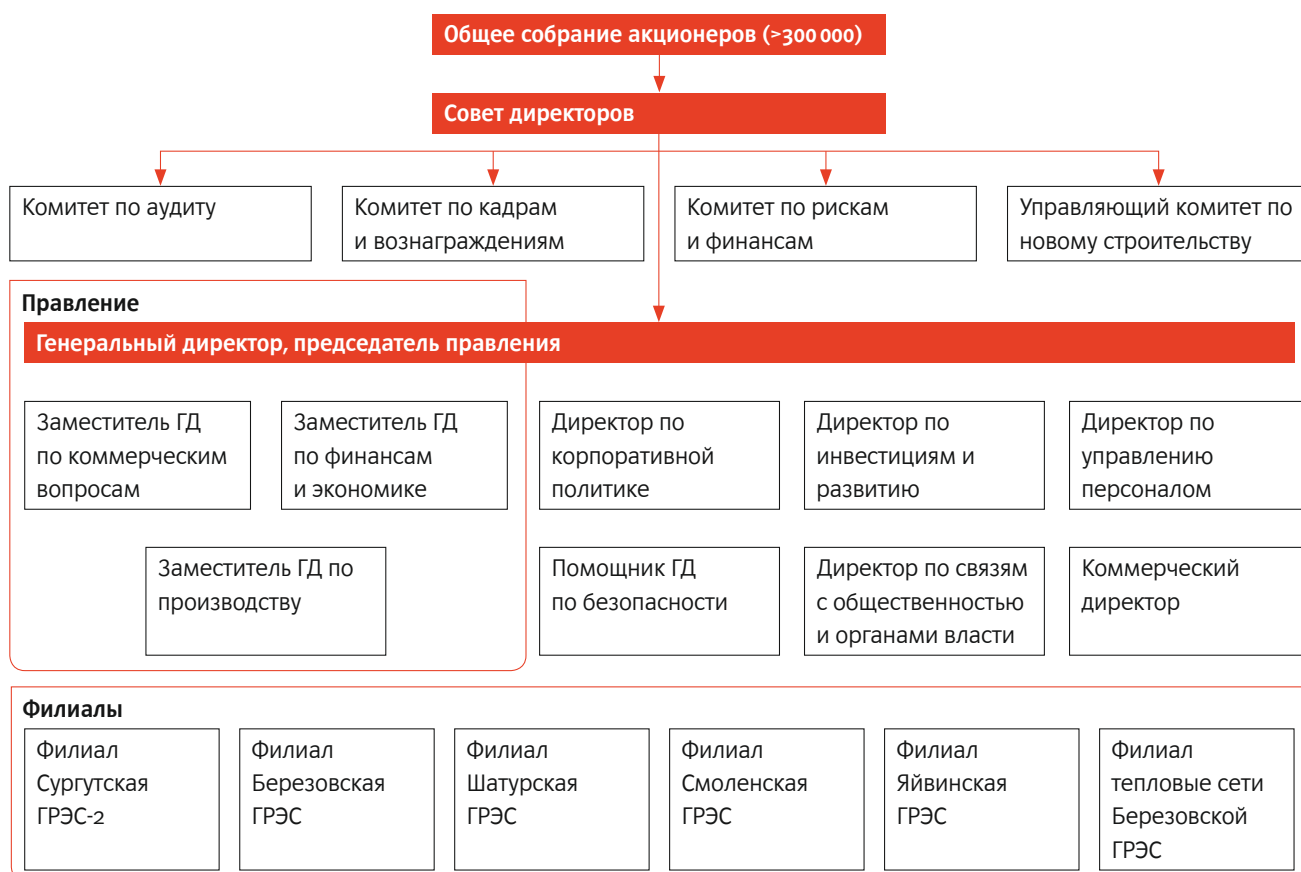 Общее собрание акционеров (>300 000)
Совет директоров
Комитет по аудиту
Комитет по кадрам
и вознаграждениям
Комитет по рискам
и финансам
Управляющий комитет по
новому строительству
Правление
Генеральный директор, председатель правления
Заместитель ГД
по коммерческим
вопросам
Заместитель ГД
по финансам
и экономике
Директор по
корпоративной
политике
Директор по
инвестициям и
развитию
Директор по
управлению
персоналом
Заместитель ГД по
производству
Помощник ГД
по безопасности
Директор по связям
с общественностью
и органами власти
Коммерческий
директор
Филиалы
Филиал
Сургутская
ГРЭС-2
Филиал
Березовская
ГРЭС
Филиал
Шатурская
ГРЭС
Филиал
Смоленская
ГРЭС
Филиал
Яйвинская
ГРЭС
Филиал
тепловые сети
Березовской
ГРЭС